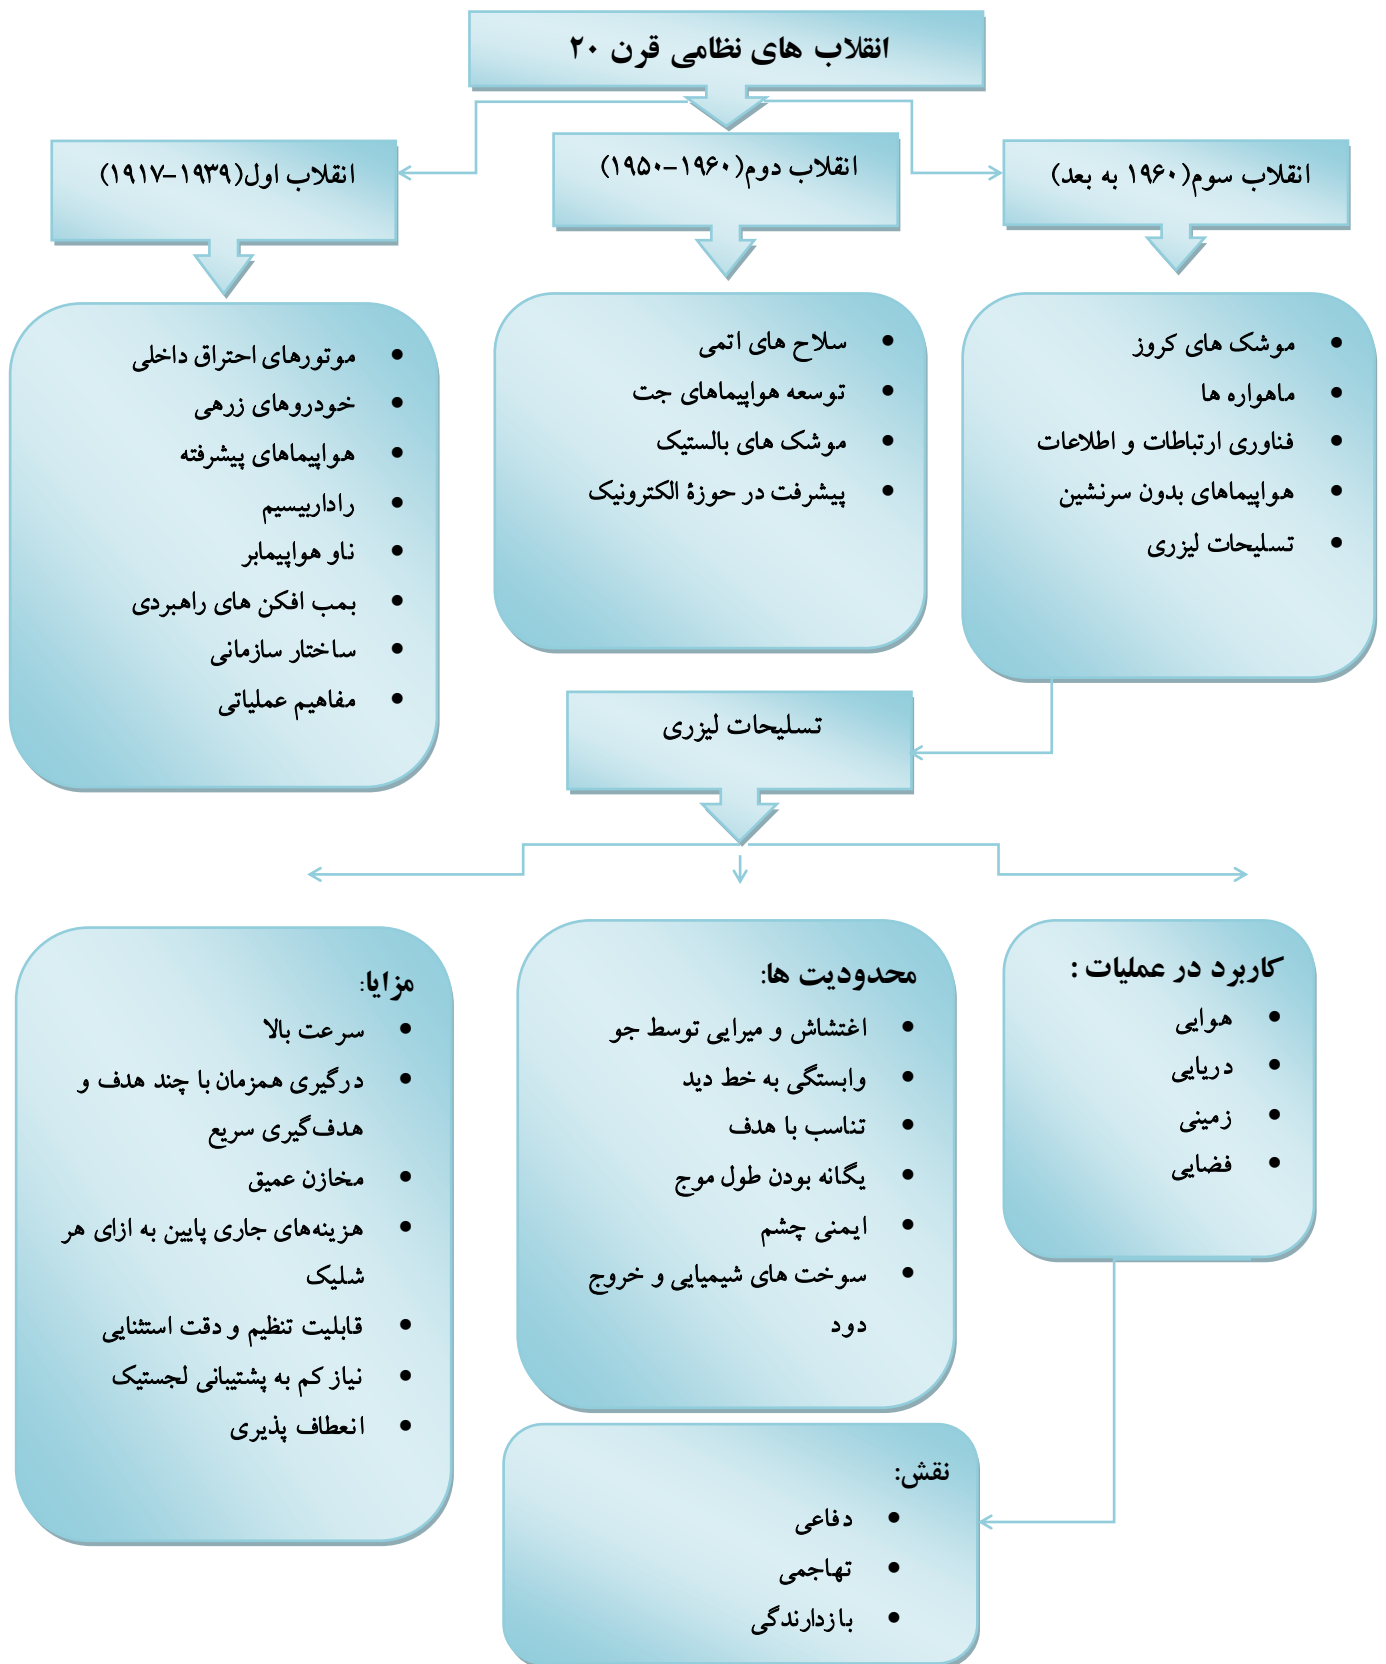 انقلاب های نظامی قرن ۲۰
انقلاب سوم(۱۹۶۰ به بعد)
انقلاب دوم(۱۹۶۰–۱۹۵۰)
انقلاب اول(۱۹۳۹–۱۹۱۷)
• موشک های کروز
• ماهواره ها
• فناوری ارتباطات و اطلاعات
• هواپیماهای بدون سرنشین
• تسلیحات لیزری
• سلاح های اتمی
• توسعه هواپیماهای جت
• موشک های بالستیک
• پیشرفت در حوزۀ الکترونیک
• موتورهای احتراق داخلی
• خودروهای زرهی
• هواپیماهای پیشرفته
• راداربیسیم
• ناو هواپیمابر
• بمب افکن های راهبردی
• ساختار سازمانی
• مفاهیم عملیاتی
تسلیحات لیزری
کاربرد در عملیات :
• هوایی
• دریایی
• زمینی
• فضایی
محدودیت ها:
• اغتشاش و میرایی توسط جو
• وابستگی به خط دید
• تناسب با هدف
• یگانه بودن طول موج
• ایمنی چشم
• سوخت های شیمیایی و خروج
دود
مزایا:
• سرعت بالا
• درگیری همزمان با چند هدف و
هدف‌گیری سریع
• مخازن عمیق
• هزینه‌های جاری پایین به ازای هر
شلیک
• قابلیت تنظیم و دقت استثنایی
• نیاز کم به پشتیبانی لجستیک
• انعطاف پذیری
نقش:
• دفاعی
• تهاجمی
• بازدارندگی